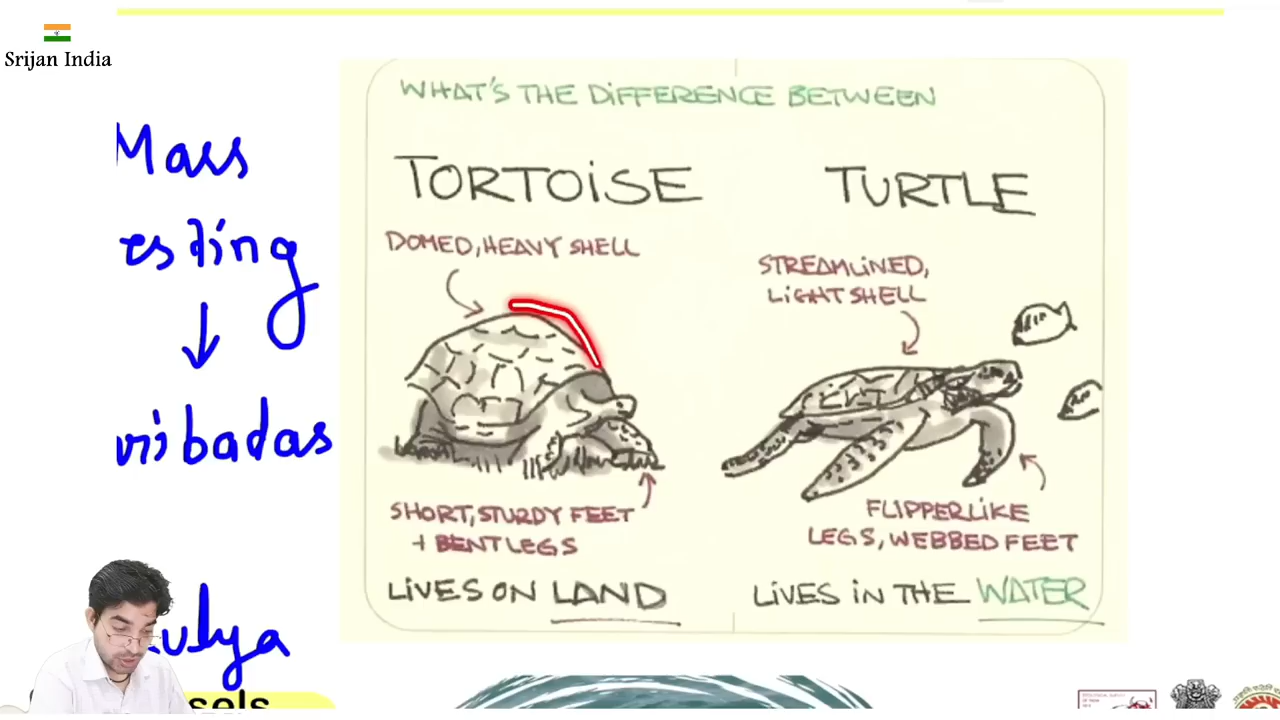 Srijan India
WHAT'S THE DIFFERENCE BETWEEN
TORTOISE
TURTLE
DOMED, HEAVY SHELL
STREAMLINED,
LIGHT SHELL
SHORT, STURDY FEET
+ BENT LEGS
FLIPPERLIKE
LEGS, WEBBED FEET
LIVES ON LAND
LIVES IN THE WATER
Mass
esting
↓
sels